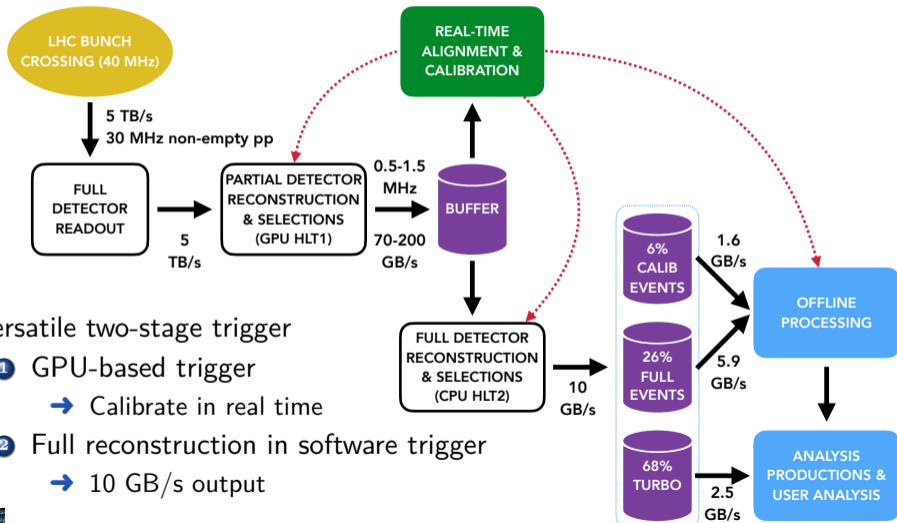 LHC BUNCH
CROSSING (40 MHz)
5 TB/s
30 MHz non-empty pp
REAL-TIME
ALIGNMENT &
CALIBRATION
FULL
DETECTOR
READOUT
5
TB/s
PARTIAL DETECTOR
RECONSTRUCTION
& SELECTIONS
(GPU HLT1)
0.5-1.5
MHz
70-200
GB/s
BUFFER
FULL DETECTOR
RECONSTRUCTION
& SELECTIONS
(CPU HLT2)
10
GB/s
6%
CALIB
EVENTS
26%
FULL
EVENTS
68%
TURBO
1.6
GB/s
5.9
GB/s
2.5
GB/s
OFFLINE
PROCESSING
ANALYSIS
PRODUCTIONS &
USER ANALYSIS
ersatile two-stage trigger
1 GPU-based trigger
➔ Calibrate in real time
2 Full reconstruction in software trigger
➔ 10 GB/s output